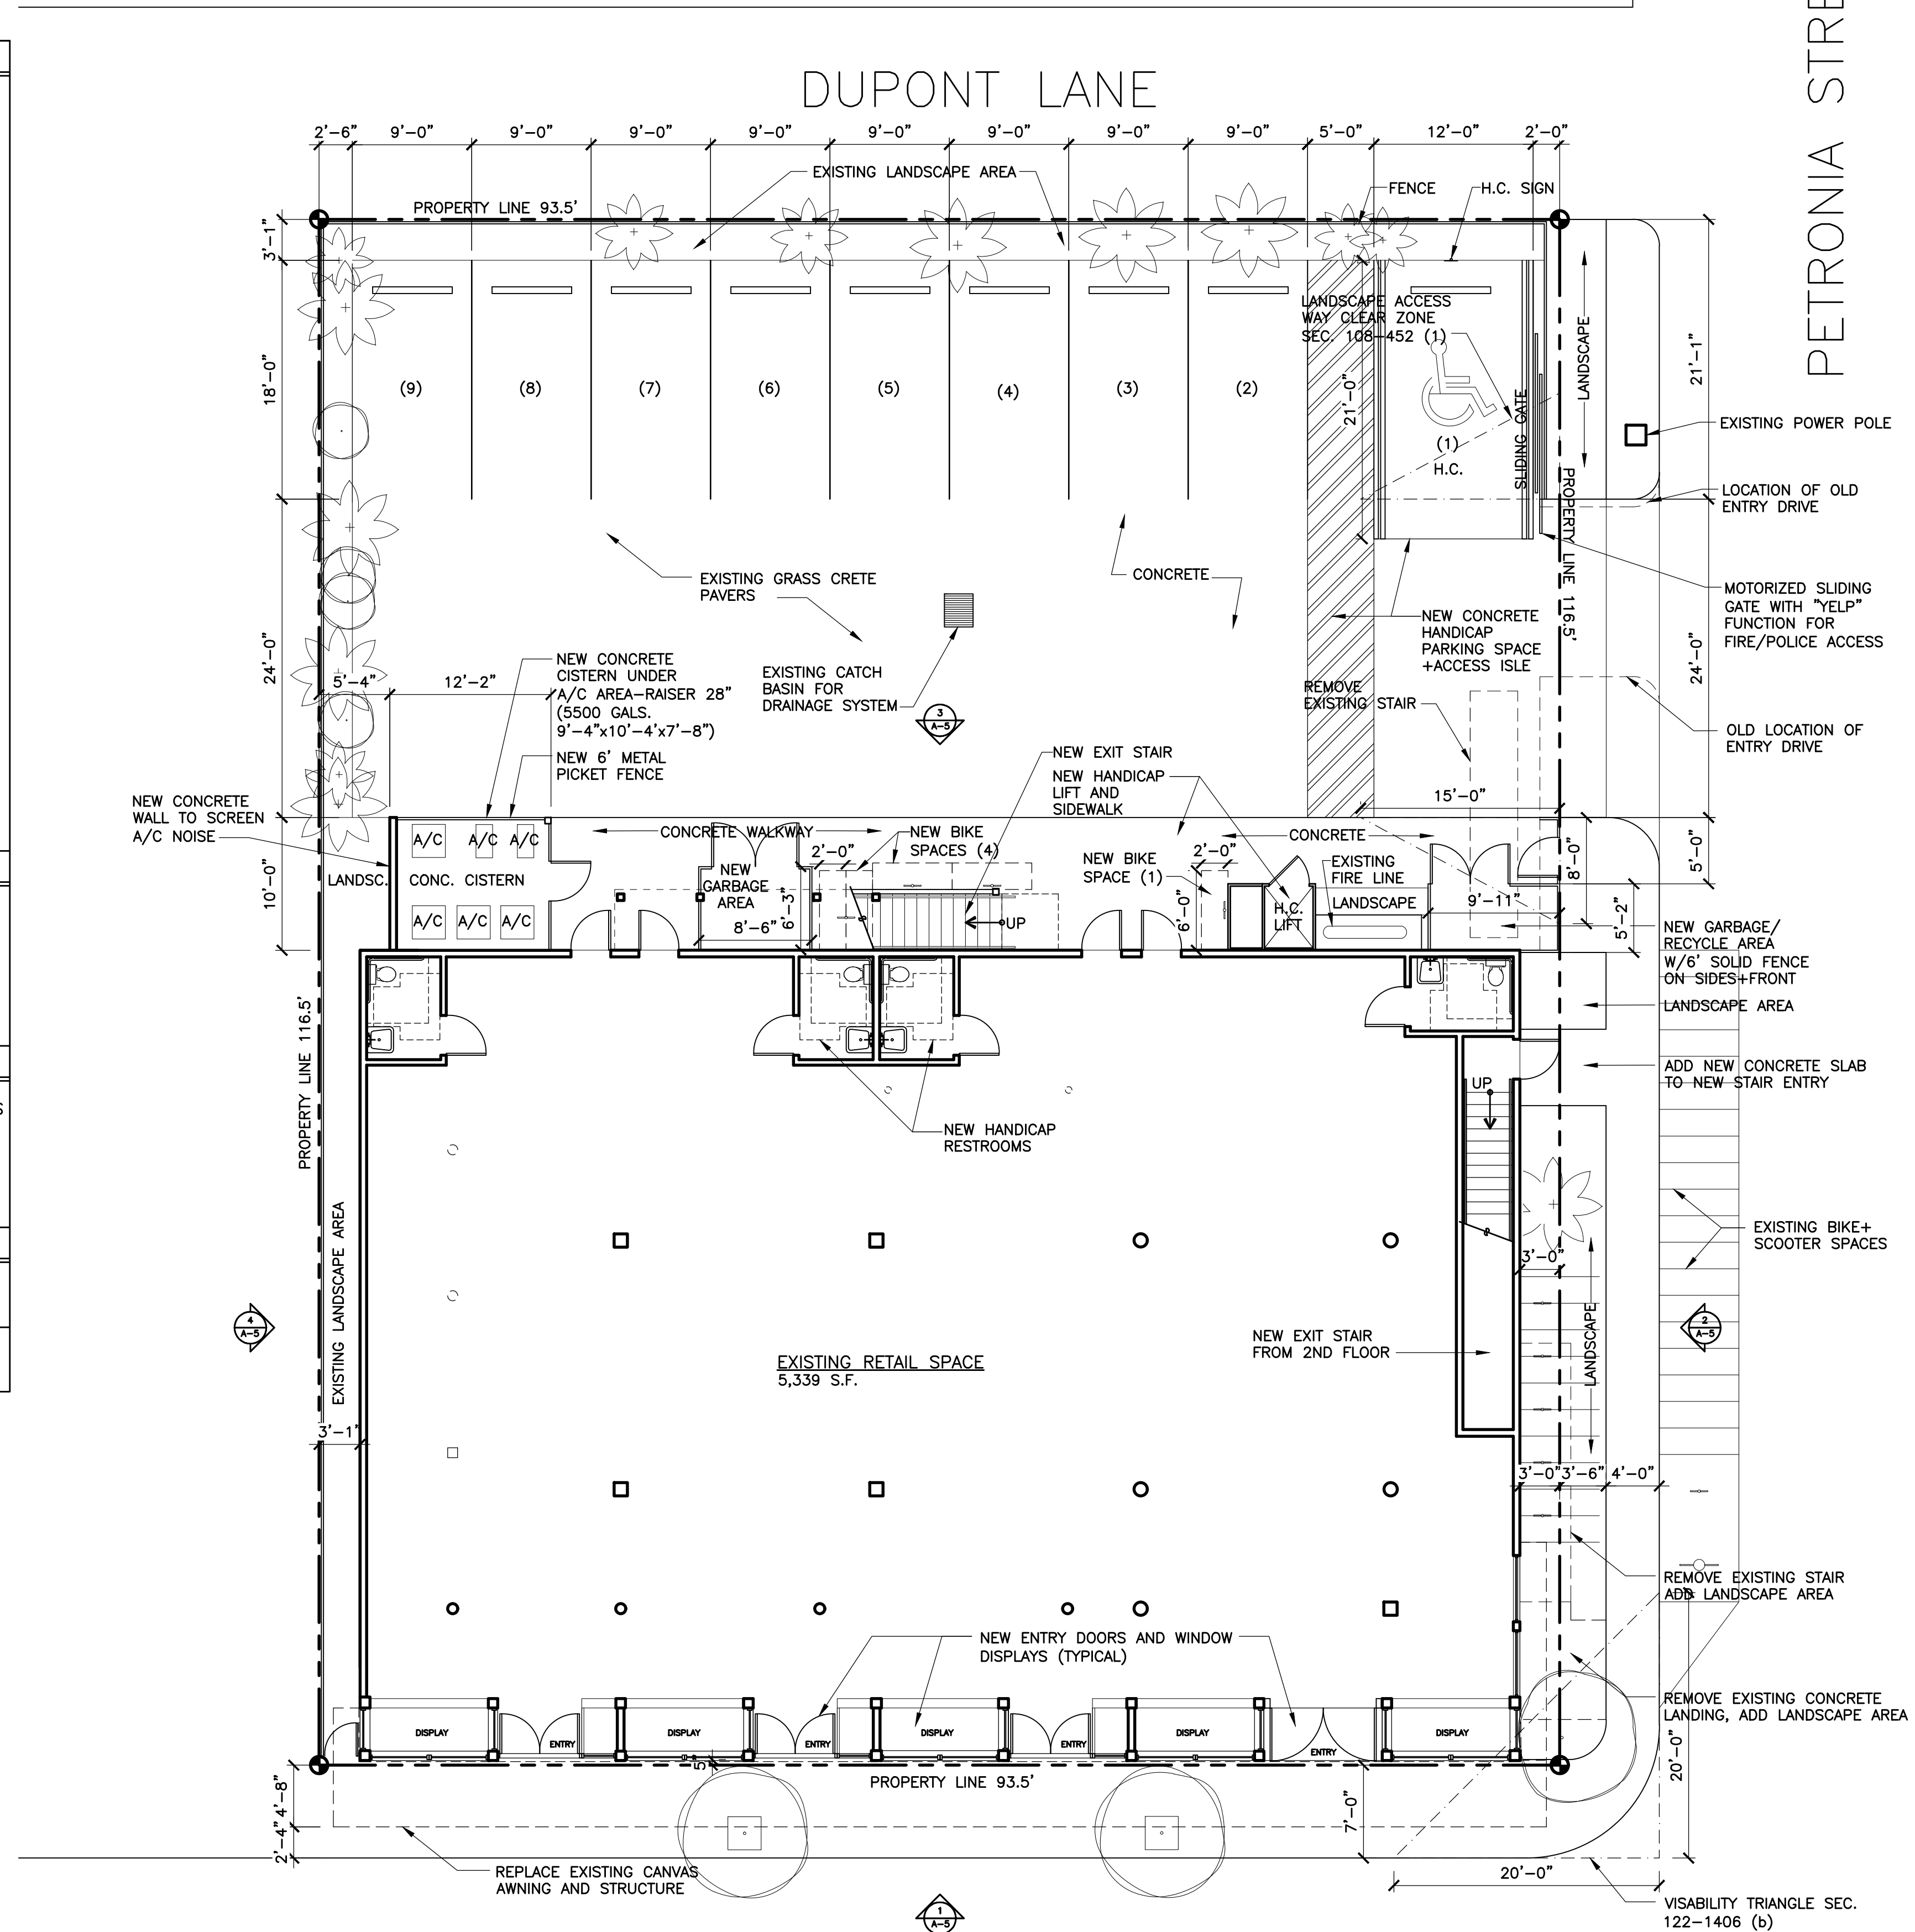 DUPONT LANE
PETRONIA STRE
2'-6" 9'-0" 9'-0" 9'-0" 9'-0" 9'-0" 9'-0" 9'-0" 9'-0" 5'-0" 12'-0" 2'-0"
EXISTING LANDSCAPE AREA
FENCE
H.C. SIGN
PROPERTY LINE 93.5'
3'-1"
LANDSCAPE ACCESS
WAY CLEAR ZONE
SEC. 108-452 (1)
LANDSCAPE
21'-1"
18'-0"
(9) (8) (7) (6) (5) (4) (3) (2)
21'-0"
(1)
H.C.
SLIDING GATE
EXISTING POWER POLE
PROPERTY LINE 116.5'
LOCATION OF OLD
ENTRY DRIVE
EXISTING GRASS CRETE
PAVERS
CONCRETE
MOTORIZED SLIDING
GATE WITH "YELP"
FUNCTION FOR
FIRE/POLICE ACCESS
NEW CONCRETE
HANDICAP
PARKING SPACE
+ACCESS ISLE
24'-0"
24'-0"
5'-4" 12'-2"
NEW CONCRETE
CISTERN UNDER
A/C AREA-RAISER 28"
(5500 GALS.
9'-4"x10'-4'x7'-8")
EXISTING CATCH
BASIN FOR
DRAINAGE SYSTEM
3
A-5
REMOVE
EXISTING STAIR
OLD LOCATION OF
ENTRY DRIVE
NEW 6' METAL
PICKET FENCE
NEW EXIT STAIR
NEW HANDICAP
LIFT AND
SIDEWALK
15'-0"
NEW CONCRETE
WALL TO SCREEN
A/C NOISE
A/C A/C A/C
CONCRETE WALKWAY
NEW BIKE
SPACES (4)
2'-0"
NEW BIKE
SPACE (1)
2'-0"
CONCRETE
EXISTING
FIRE LINE
8'-0"
5'-0"
10'-0"
LANDSC.
CONC. CISTERN
NEW
GARBAGE
AREA
6'-3"
8'-6"
UP
6'-0"
H.C.
LIFT
LANDSCAPE
9'-11"
5'-2"
A/C A/C A/C
NEW GARBAGE/
RECYCLE AREA
W/6' SOLID FENCE
ON SIDES+FRONT
LANDSCAPE AREA
PROPERTY LINE 116.5'
ADD NEW CONCRETE SLAB
TO NEW STAIR ENTRY
UP
NEW HANDICAP
RESTROOMS
EXISTING LANDSCAPE AREA
EXISTING BIKE+
SCOOTER SPACES
3'-0"
4
A-5
2
A-5
LANDSCAPE
NEW EXIT STAIR
FROM 2ND FLOOR
EXISTING RETAIL SPACE
5,339 S.F.
3'-1"
3'-0" 3'-6" 4'-0"
REMOVE EXISTING STAIR
ADD LANDSCAPE AREA
NEW ENTRY DOORS AND WINDOW
DISPLAYS (TYPICAL)
REMOVE EXISTING CONCRETE
LANDING, ADD LANDSCAPE AREA
DISPLAY ENTRY DISPLAY ENTRY DISPLAY ENTRY DISPLAY ENTRY DISPLAY
5"
PROPERTY LINE 93.5'
4'-8"
2'-4"
7'-0"
20'-0"
REPLACE EXISTING CANVAS
AWNING AND STRUCTURE
20'-0"
1
A-5
VISABILITY TRIANGLE SEC.
122-1406 (b)